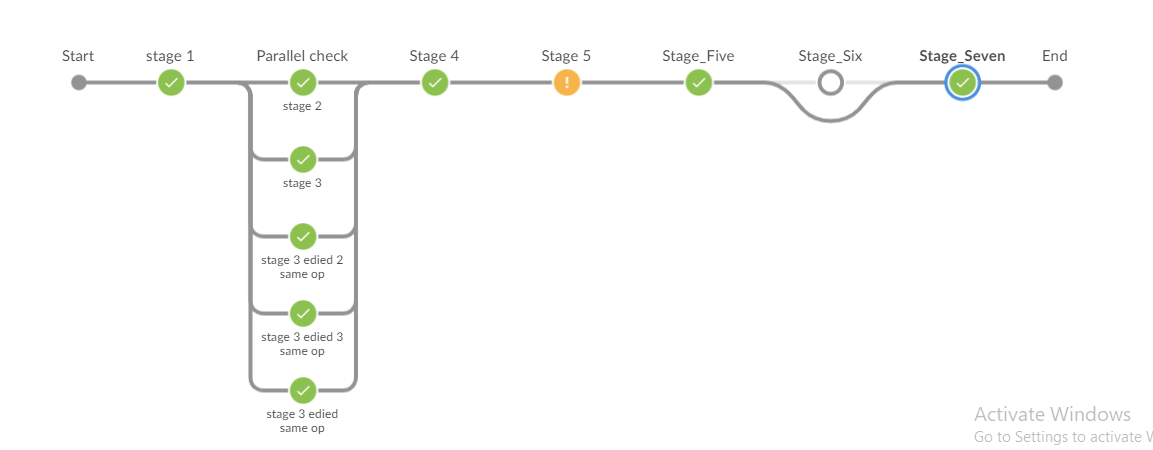 Start
stage 1
Parallel check
Stage 4
Stage 5
Stage_Five
Stage_Six
Stage_Seven
End
stage 2
stage 3
stage 3 edied 2
same op
stage 3 edied 3
same op
stage 3 edied
same op
Activate Windows
Go to Settings to activate